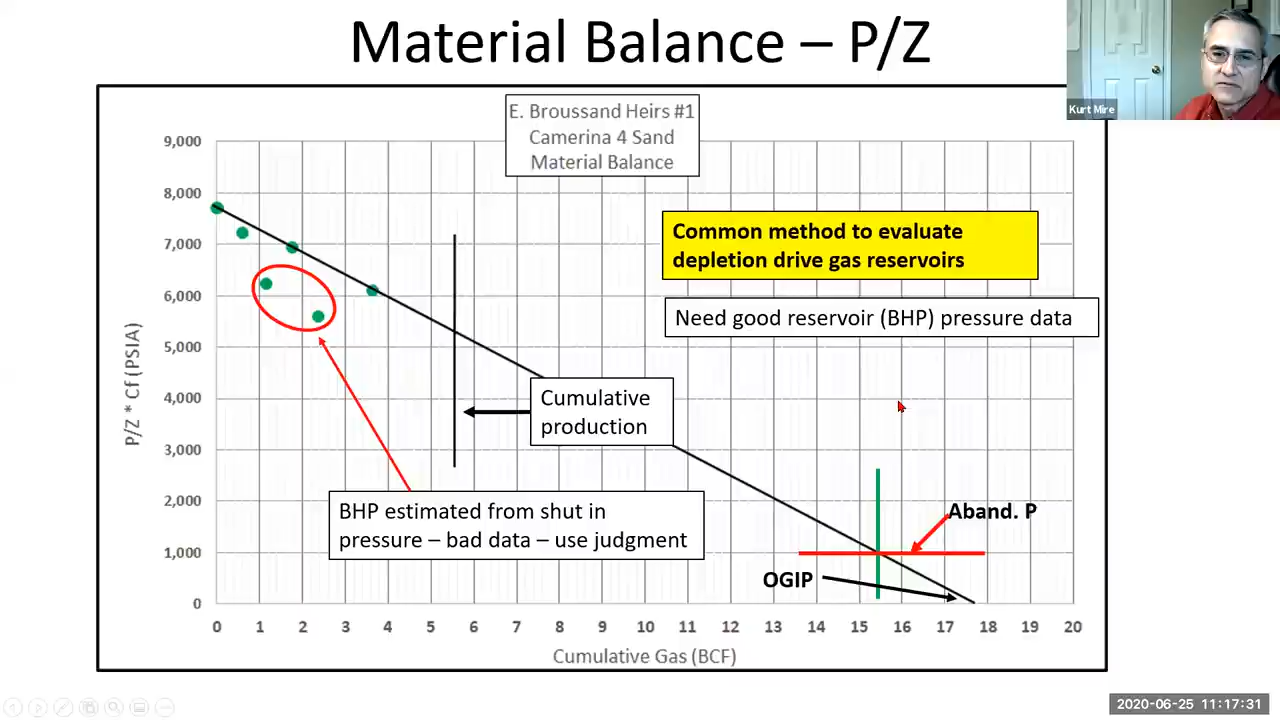 Material Balance – P/Z
Kurt Mire
E. Broussand Heirs #1
Camerina 4 Sand
Material Balance
9,000
8,000
7,000
6,000
5,000
4,000
3,000
2,000
1,000
0
P/Z * Cf (PSIA)
Common method to evaluate
depletion drive gas reservoirs
Need good reservoir (BHP) pressure data
Cumulative
production
BHP estimated from shut in
pressure – bad data – use judgment
Aband. P
OGIP
0 1 2 3 4 5 6 7 8 9 10 11 12 13 14 15 16 17 18 19 20
Cumulative Gas (BCF)
2020-06-25 11:17:31